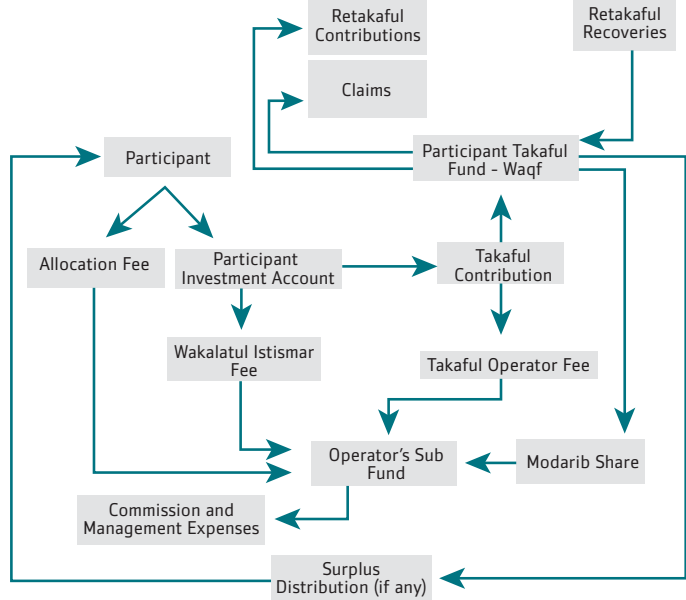 Retakaful
Contributions
Retakaful
Recoveries
Claims
Participant
Participant Takaful
Fund - Waqf
Allocation Fee
Participant
Investment Account
Takaful
Contribution
Wakalatul Istismar
Fee
Takaful Operator Fee
Operator's Sub
Fund
Modarib Share
Commission and
Management Expenses
Surplus
Distribution (if any)